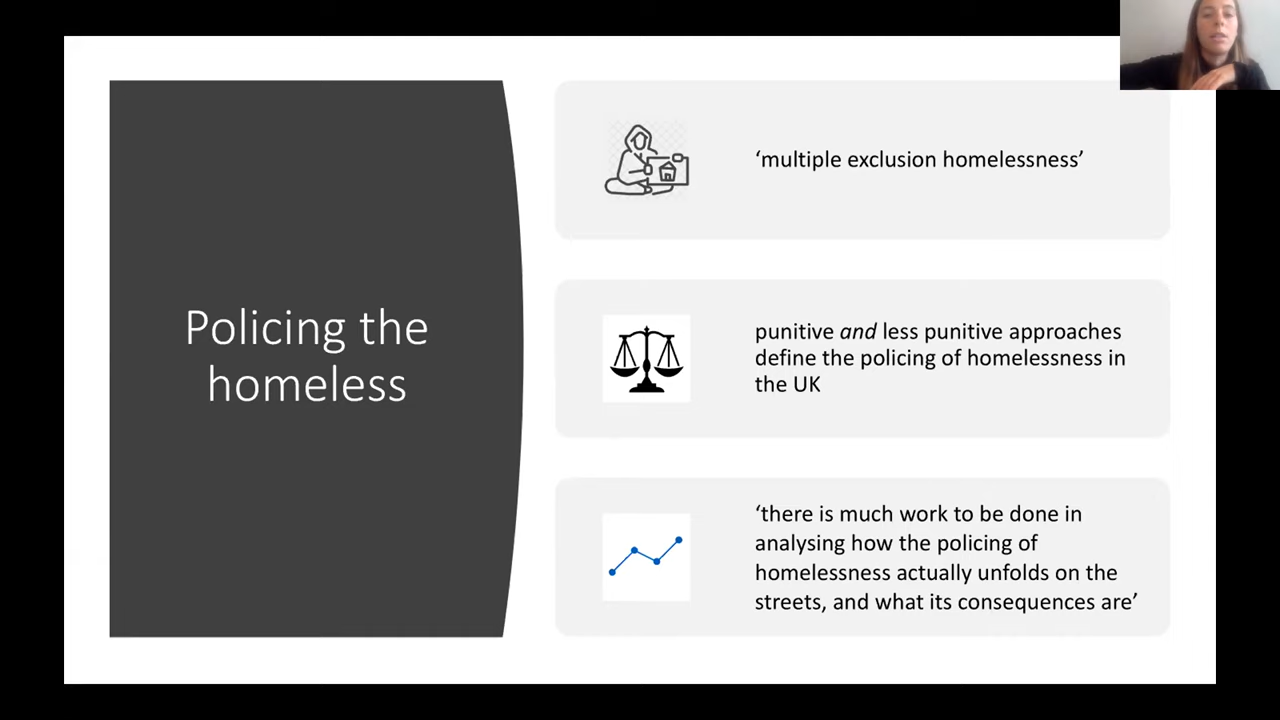 Policing the
homeless
‘multiple exclusion homelessness’
punitive and less punitive approaches
define the policing of homelessness in
the UK
‘there is much work to be done in
analysing how the policing of
homelessness actually unfolds on the
streets, and what its consequences are’